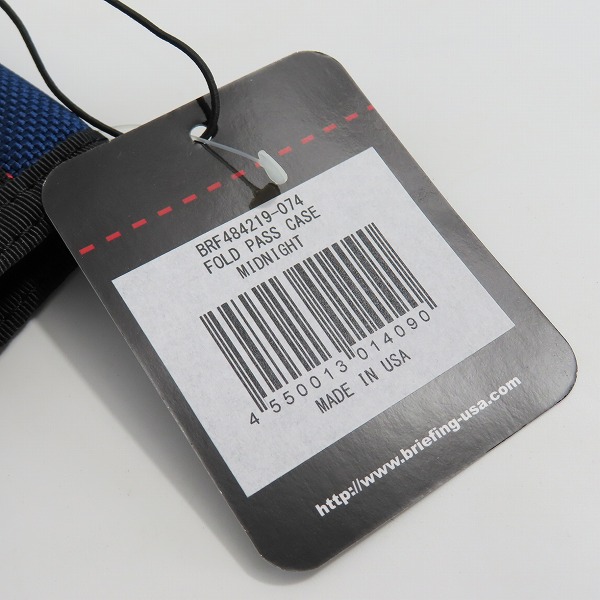 BRF484219-074
FOLD PASS CASE
MIDNIGHT
4 550013 014090
MADE IN USA
http://www.briefing-usa.com